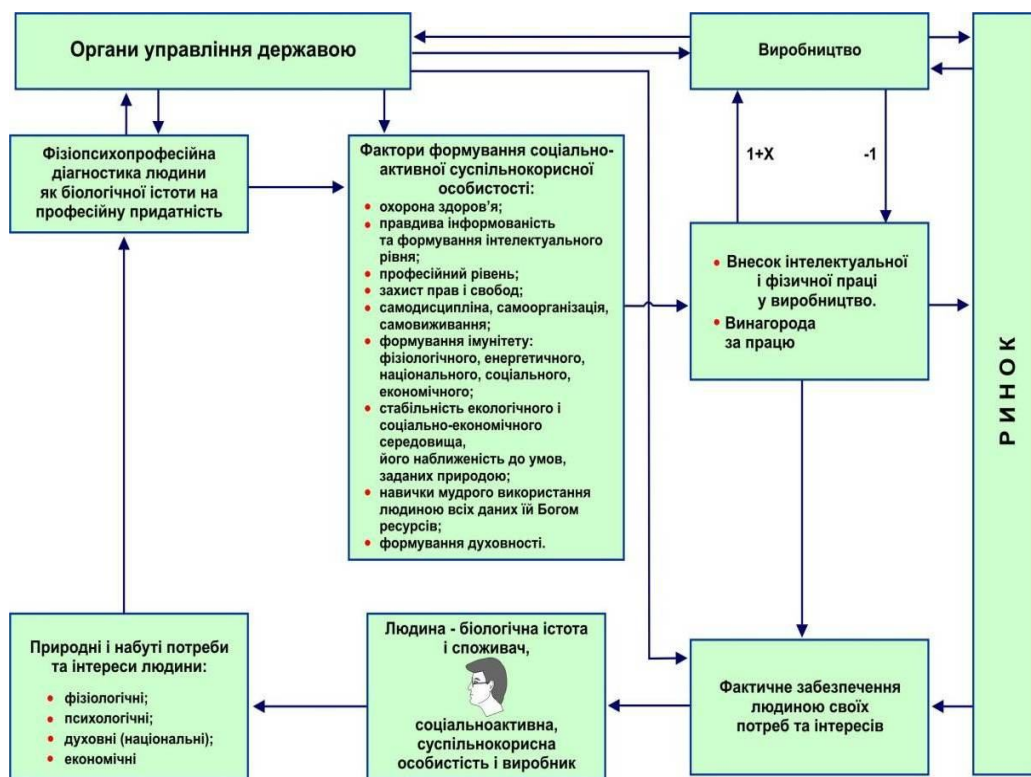 Органи управління державою
Виробництво
Фізіопсихопрофесійна
діагностика людини
як біологічної істоти на
професійну придатність
Фактори формування соціально-
активної суспільнокорисної
особистості:
охорона здоров'я;
правдива інформованість
та формування інтелектуального
рівня;
професійний рівень;
захист прав і свобод;
самодисципліна, самоорганізація,
самовиживання;
формування імунітету:
фізіологічного, енергетичного,
національного, соціального,
економічного;
стабільність екологічного і
соціально-економічного
середовища,
його наближеність до умов,
заданих природою;
навички мудрого використання
людиною всіх даних їй Богом
ресурсів;
формування духовності.
1+X
-1
Внесок інтелектуальної
і фізичної праці
у виробництво.
Винагорода
за працю
РИНОК
Природні і набуті потреби
та інтереси людини:
фізіологічні;
психологічні;
духовні (національні);
економічні
Людина - біологічна істота
і споживач,
соціальноактивна,
суспільнокорисна
особистість і виробник
Фактичне забезпечення
людиною своїх
потреб та інтересів